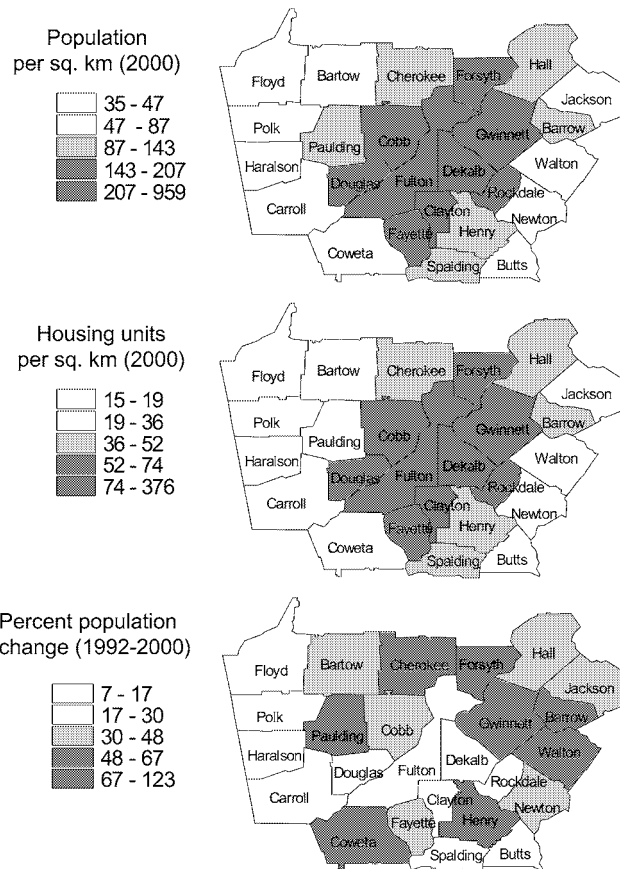 Population
per sq. km (2000)
35 - 47
47 - 87
87 - 143
143 - 207
207 - 959
Floyd
Bartow
Cherokee
Forsyth
Hall
Jackson
Polk
Paulding
Cobb
Gwinnett
Barrow
Haralson
Dekalb
Walton
Douglas
Fulton
Rockdale
Carroll
Clayton
Newton
Fayette
Henry
Coweta
Spalding
Butts
Housing units
per sq. km (2000)
15 - 19
19 - 36
36 - 52
52 - 74
74 - 376
Floyd
Bartow
Cherokee
Forsyth
Hall
Jackson
Polk
Paulding
Cobb
Gwinnett
Barrow
Haralson
Dekalb
Walton
Douglas
Fulton
Rockdale
Carroll
Clayton
Newton
Fayette
Henry
Coweta
Spalding
Butts
Percent population
change (1992-2000)
7 - 17
17 - 30
30 - 48
48 - 67
67 - 123
Floyd
Bartow
Cherokee
Forsyth
Hall
Jackson
Polk
Paulding
Cobb
Gwinnett
Barrow
Haralson
Dekalb
Walton
Douglas
Fulton
Rockdale
Carroll
Clayton
Newton
Fayette
Henry
Coweta
Spalding
Butts